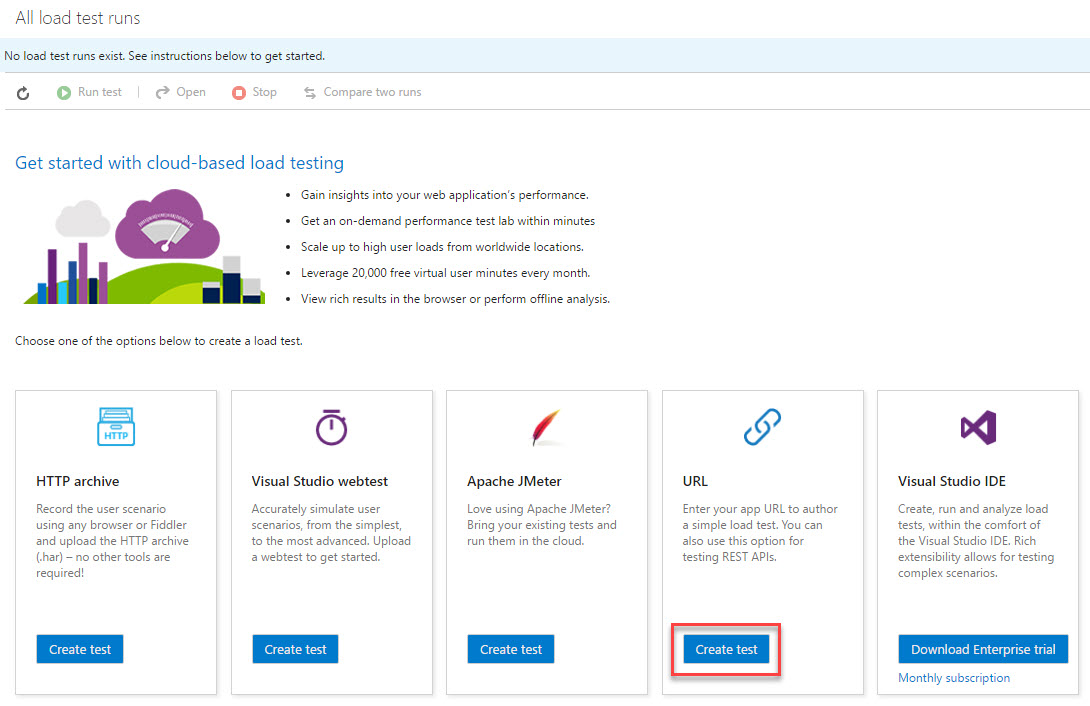 All load test runs
No load test runs exist. See instructions below to get started.
Run test
Open
Stop
Compare two runs
Get started with cloud-based load testing
• Gain insights into your web application's performance.
• Get an on-demand performance test lab within minutes
• Scale up to high user loads from worldwide locations.
• Leverage 20,000 free virtual user minutes every month.
• View rich results in the browser or perform offline analysis.
Choose one of the options below to create a load test.
HTTP
HTTP archive
Record the user scenario
using any browser or Fiddler
and upload the HTTP archive
(.har) – no other tools are
required!
Create test
Visual Studio webtest
Accurately simulate user
scenarios, from the simplest,
to the most advanced. Upload
a webtest to get started.
Create test
Apache JMeter
Love using Apache JMeter?
Bring your existing tests and
run them in the cloud.
Create test
URL
Enter your app URL to author
a simple load test. You can
also use this option for
testing REST APIs.
Create test
Visual Studio IDE
Create, run and analyze load
tests, within the comfort of
the Visual Studio IDE. Rich
extensibility allows for testing
complex scenarios.
Download Enterprise trial
Monthly subscription